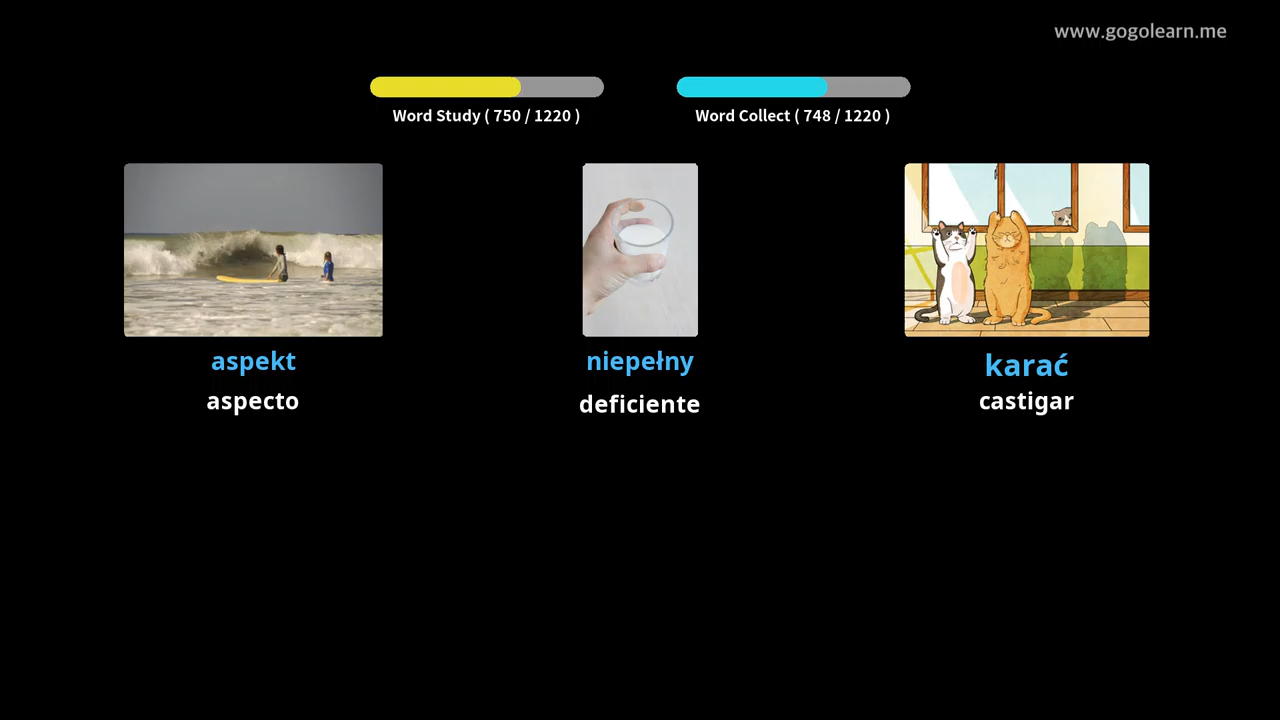 www.gogolearn.me
Word Study ( 750 / 1220 )
Word Collect ( 748 / 1220 )
aspekt
aspecto
niepełny
deficiente
karać
castigar